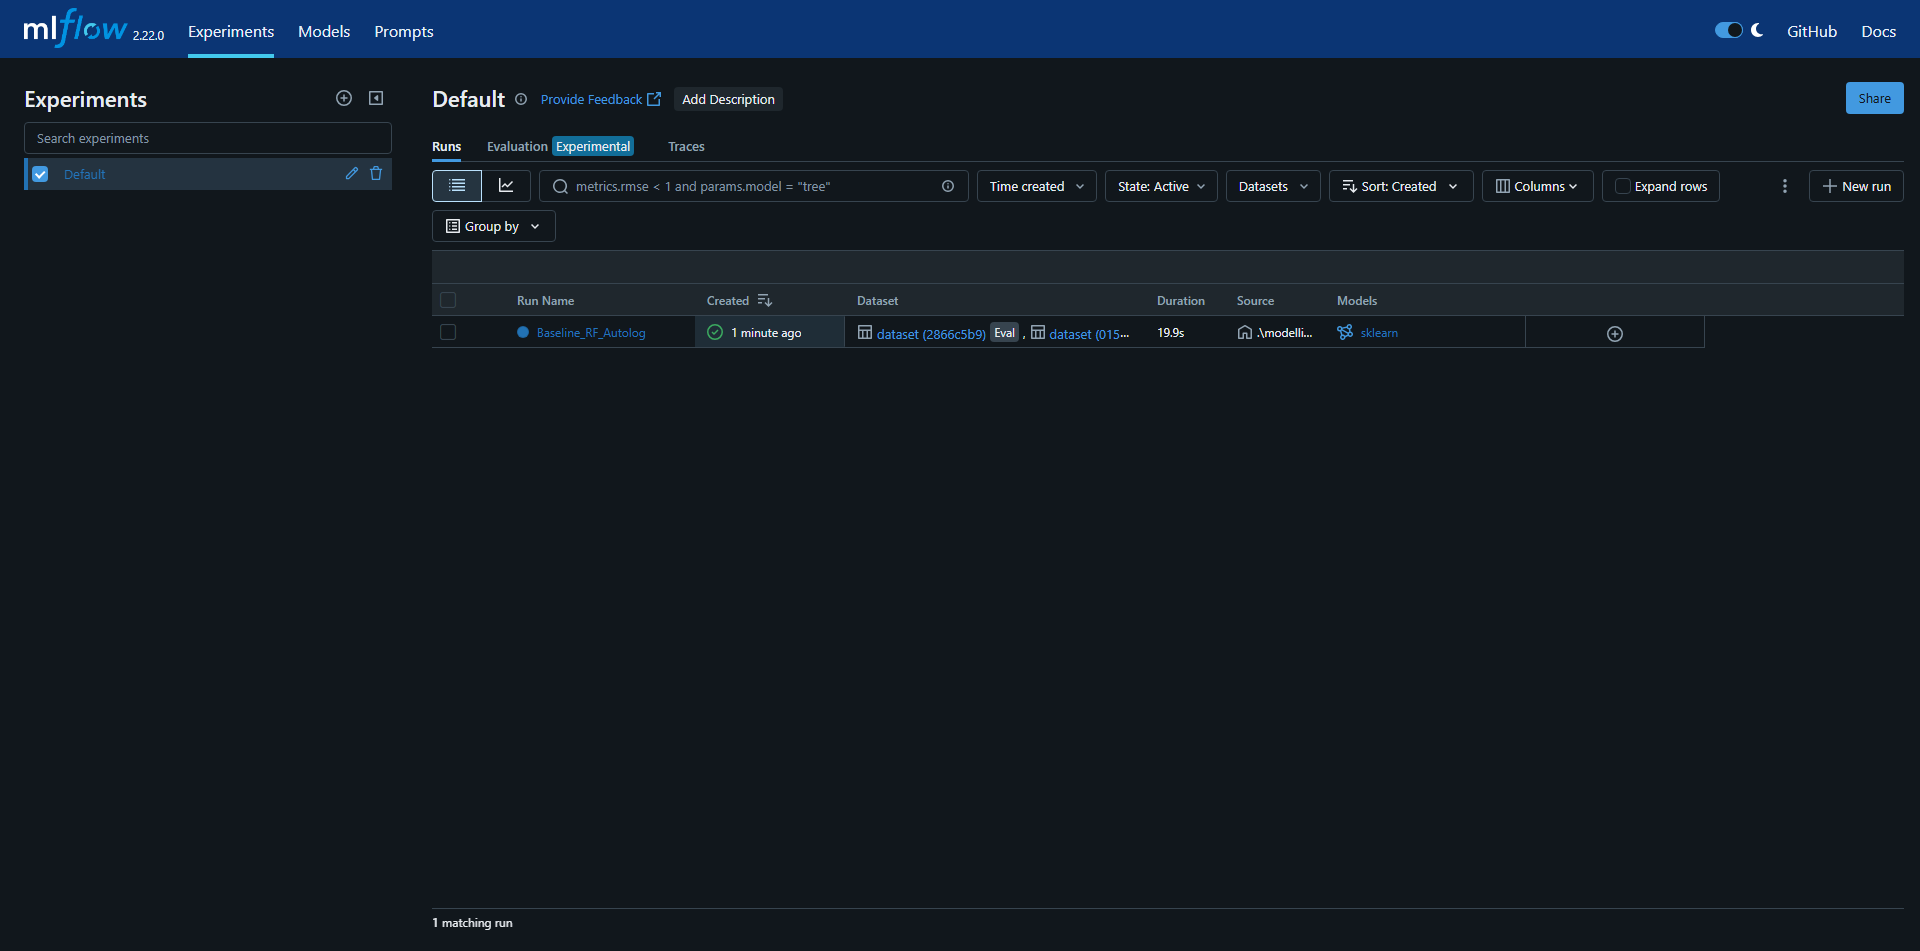 mlflow 2.22.0 Experiments Models Prompts GitHub Docs
Experiments
Search experiments
Default
Default Provide Feedback Add Description Share
Runs Evaluation Experimental Traces
metrics.rmse < 1 and params.model = "tree" Time created State: Active Datasets Sort: Created Columns Expand rows New run
Group by
Run Name Created Dataset Duration Source Models
Baseline_RF_Autolog 1 minute ago dataset (2866c5b9) Eval , dataset (015... 19.9s .\modelli... sklearn
1 matching run